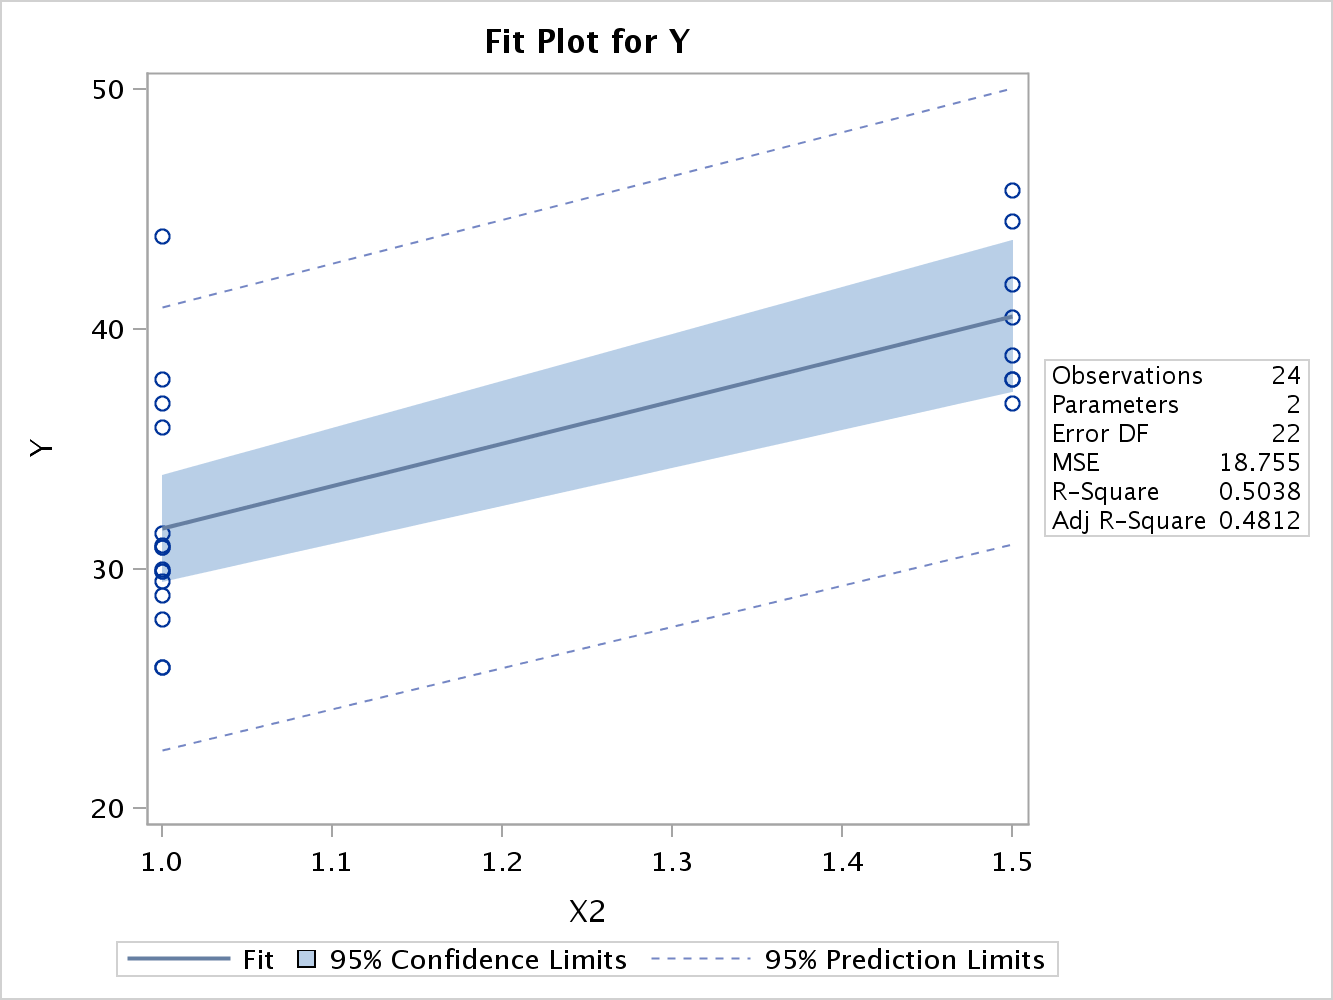 Fit Plot for Y
50
40
30
20
Y
1.0 1.1 1.2 1.3 1.4 1.5
X2
Observations 24
Parameters 2
Error DF 22
MSE 18.755
R-Square 0.5038
Adj R-Square 0.4812
Fit 95% Confidence Limits 95% Prediction Limits